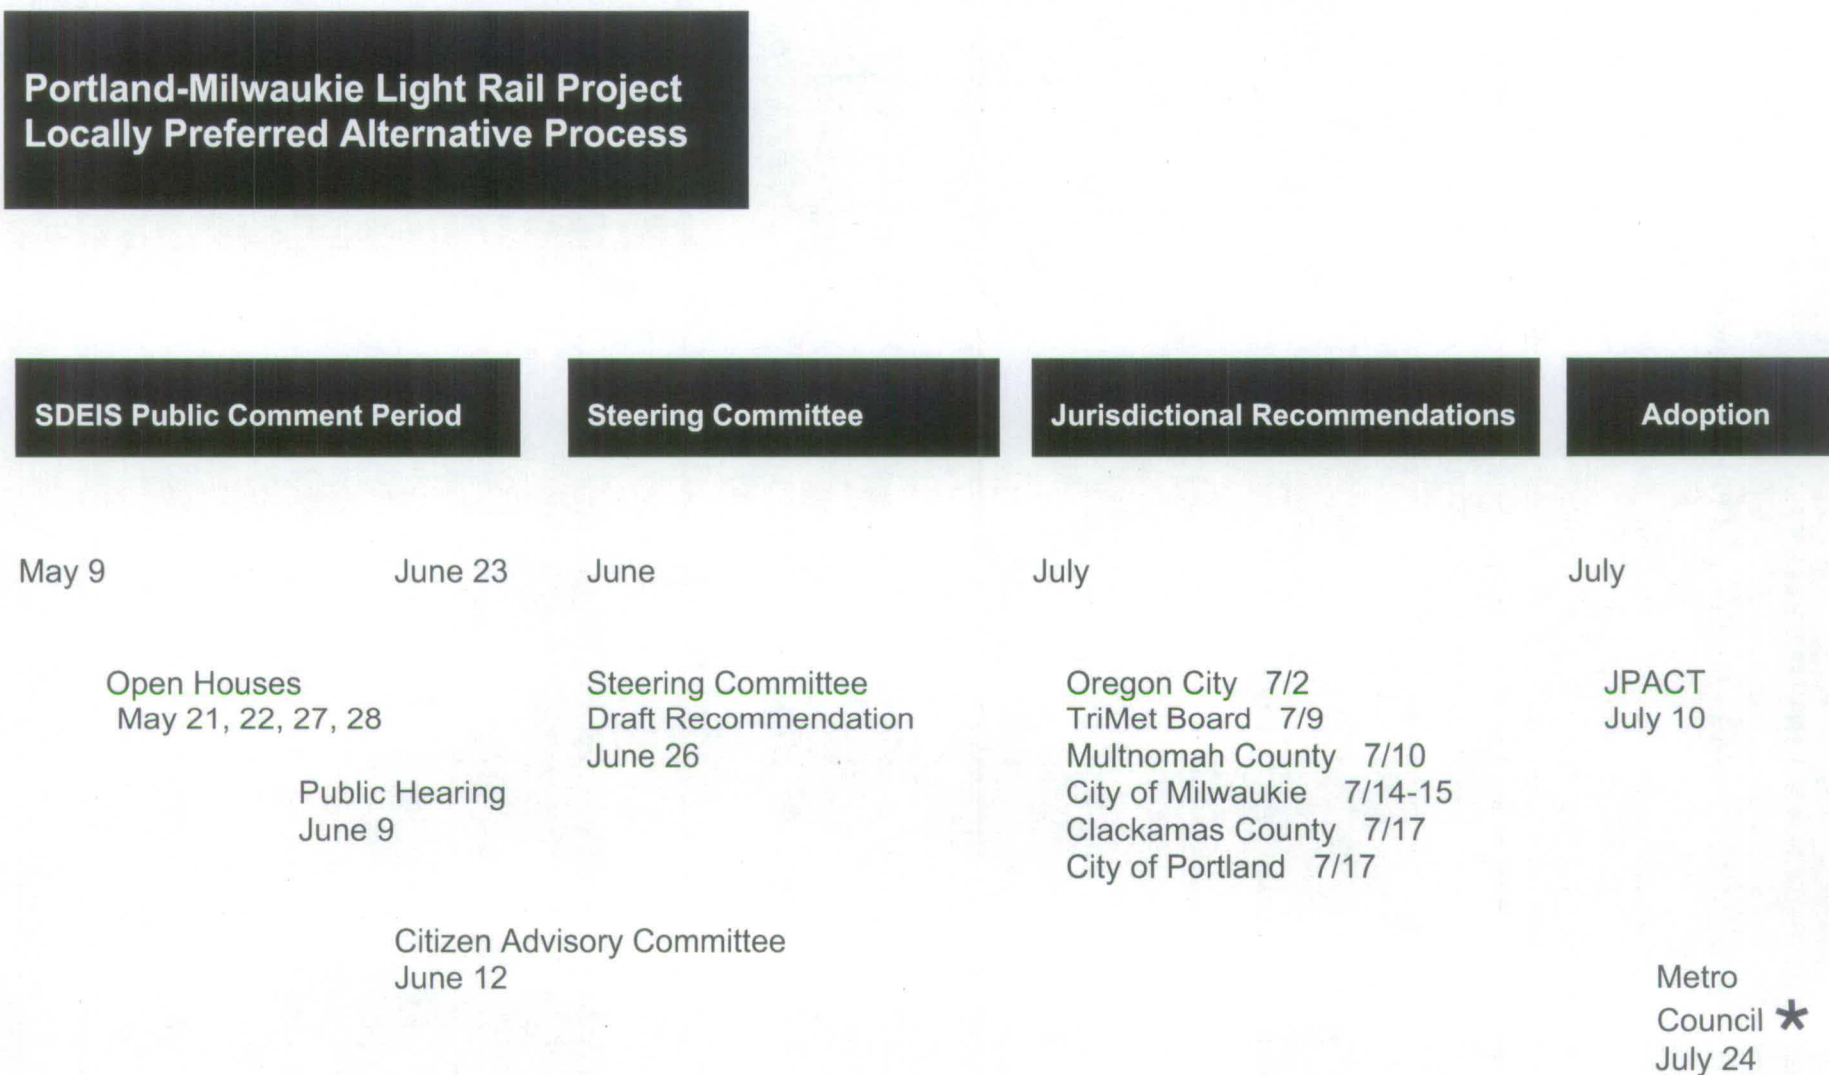 Portland-Milwaukie Light Rail Project
Locally Preferred Alternative Process
SDEIS Public Comment Period
Steering Committee
Jurisdictional Recommendations
Adoption
May 9
June 23
June
July
July
Open Houses
May 21, 22, 27, 28
Public Hearing
June 9
Citizen Advisory Committee
June 12
Steering Committee
Draft Recommendation
June 26
Oregon City 7/2
TriMet Board 7/9
Multnomah County 7/10
City of Milwaukie 7/14-15
Clackamas County 7/17
City of Portland 7/17
JPACT
July 10
Metro
Council *
July 24